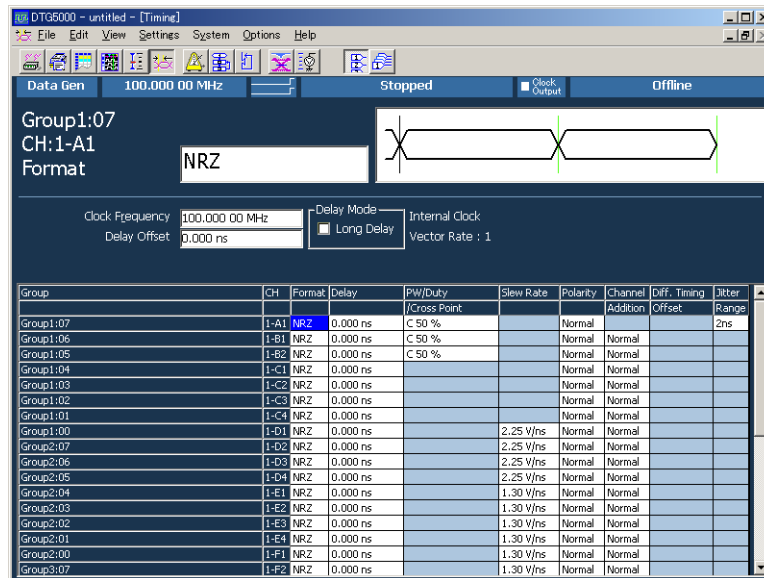 DTG5000 - untitled - [Timing]
File Edit View Settings System Options Help
Data Gen 100.000 00 MHz Stopped Clock Output Offline
Group1:07
CH:1-A1
Format NRZ
Clock Frequency 100.000 00 MHz Delay Mode Internal Clock
Delay Offset 0.000 ns Long Delay Vector Rate : 1
Group CH Format Delay PW/Duty Slew Rate Polarity Channel Diff. Timing Jitter
/Cross Point Addition Offset Range
Group1:07 1-A1 NRZ 0.000 ns C 50 % Normal 2ns
Group1:06 1-B1 NRZ 0.000 ns C 50 % Normal Normal
Group1:05 1-B2 NRZ 0.000 ns C 50 % Normal Normal
Group1:04 1-C1 NRZ 0.000 ns Normal Normal
Group1:03 1-C2 NRZ 0.000 ns Normal Normal
Group1:02 1-C3 NRZ 0.000 ns Normal Normal
Group1:01 1-C4 NRZ 0.000 ns Normal Normal
Group1:00 1-D1 NRZ 0.000 ns 2.25 V/ns Normal Normal
Group2:07 1-D2 NRZ 0.000 ns 2.25 V/ns Normal Normal
Group2:06 1-D3 NRZ 0.000 ns 2.25 V/ns Normal Normal
Group2:05 1-D4 NRZ 0.000 ns 2.25 V/ns Normal Normal
Group2:04 1-E1 NRZ 0.000 ns 1.30 V/ns Normal Normal
Group2:03 1-E2 NRZ 0.000 ns 1.30 V/ns Normal Normal
Group2:02 1-E3 NRZ 0.000 ns 1.30 V/ns Normal Normal
Group2:01 1-E4 NRZ 0.000 ns 1.30 V/ns Normal Normal
Group2:00 1-F1 NRZ 0.000 ns 1.30 V/ns Normal Normal
Group3:07 1-F2 NRZ 0.000 ns 1.30 V/ns Normal Normal